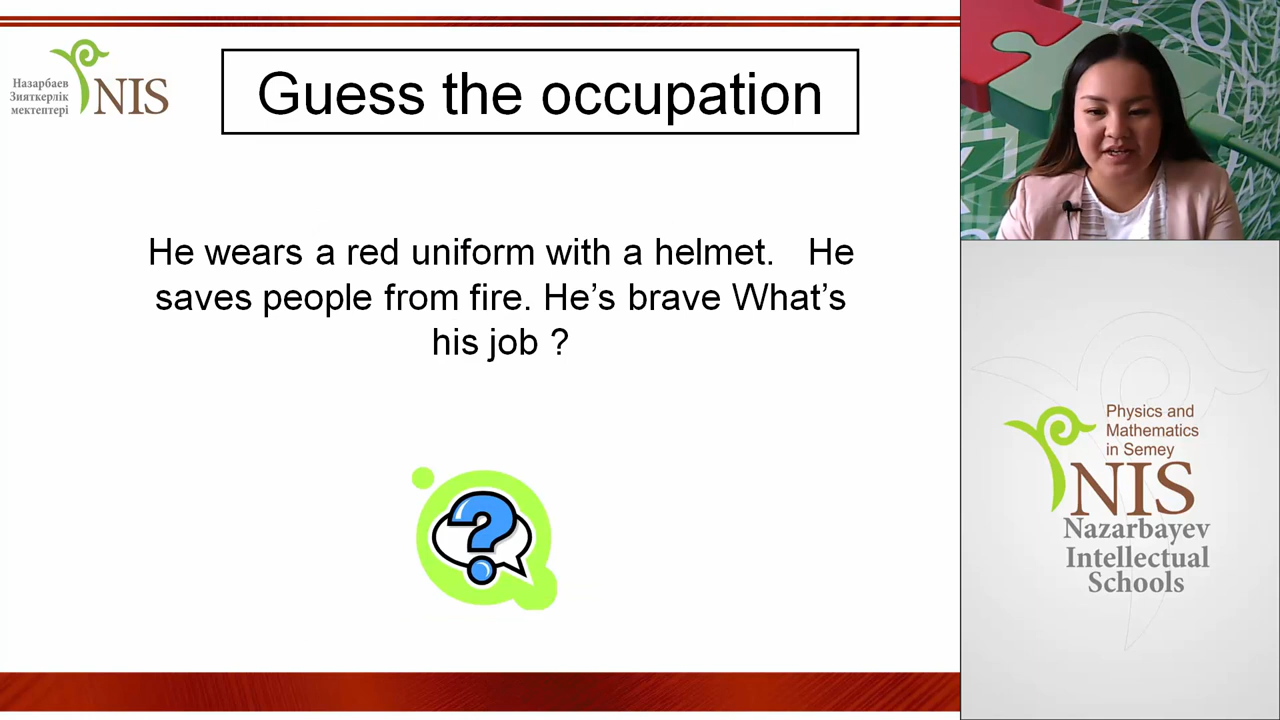 Назарбаев
Зияткерлік
мектептері
NIS
Guess the occupation
He wears a red uniform with a helmet.   He
saves people from fire. He’s brave What’s
his job ?
?
Physics and
Mathematics
in Semey
NIS
Nazarbayev
Intellectual
Schools